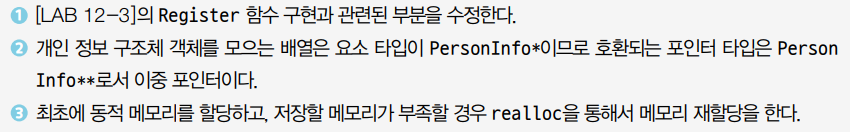 ❶ [LAB 12-3]의 Register 함수 구현과 관련된 부분을 수정한다.
❷ 개인 정보 구조체 객체를 모으는 배열은 요소 타입이 PersonInfo*이므로 호환되는 포인터 타입은 Person
Info**로서 이중 포인터이다.
❸ 최초에 동적 메모리를 할당하고, 저장할 메모리가 부족할 경우 realloc을 통해서 메모리 재할당을 한다.